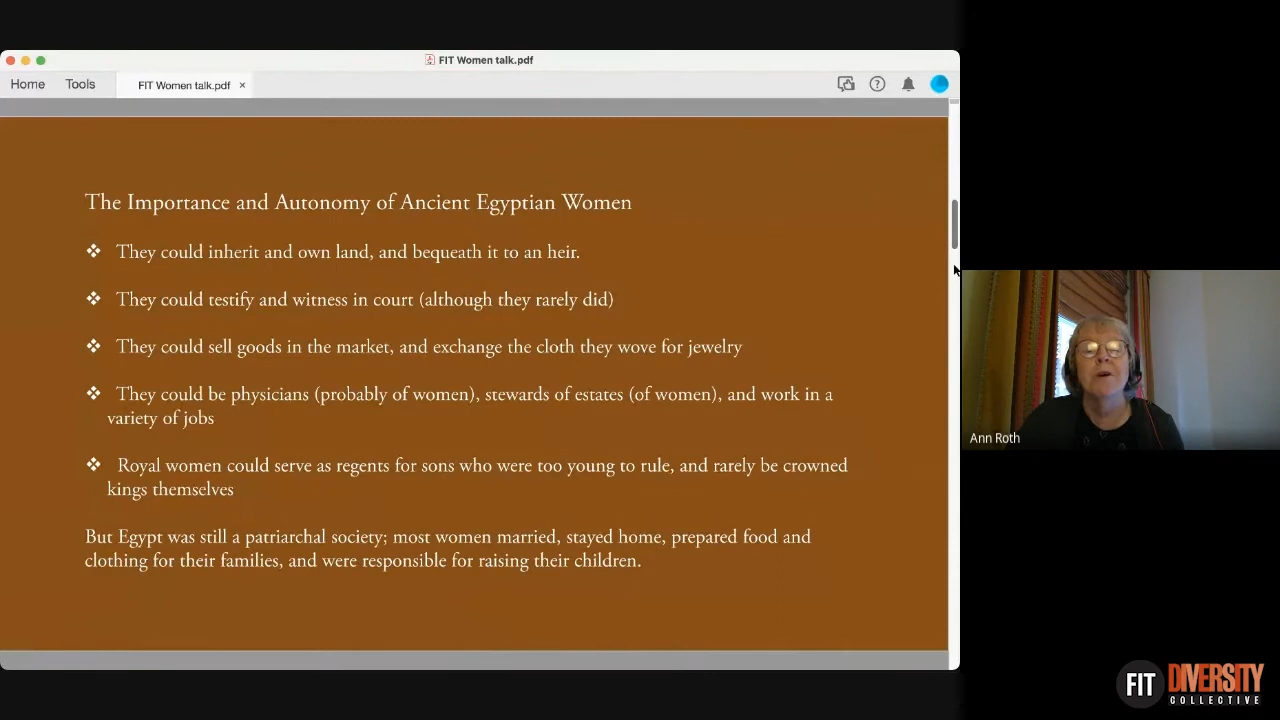 FIT Women talk.pdf
Home
Tools
FIT Women talk.pdf ×
The Importance and Autonomy of Ancient Egyptian Women
❖ They could inherit and own land, and bequeath it to an heir.
❖ They could testify and witness in court (although they rarely did)
❖ They could sell goods in the market, and exchange the cloth they wove for jewelry
❖ They could be physicians (probably of women), stewards of estates (of women), and work in a
variety of jobs
❖ Royal women could serve as regents for sons who were too young to rule, and rarely be crowned
kings themselves
But Egypt was still a patriarchal society; most women married, stayed home, prepared food and
clothing for their families, and were responsible for raising their children.
Ann Roth
FIT DIVERSITY
COLLECTIVE